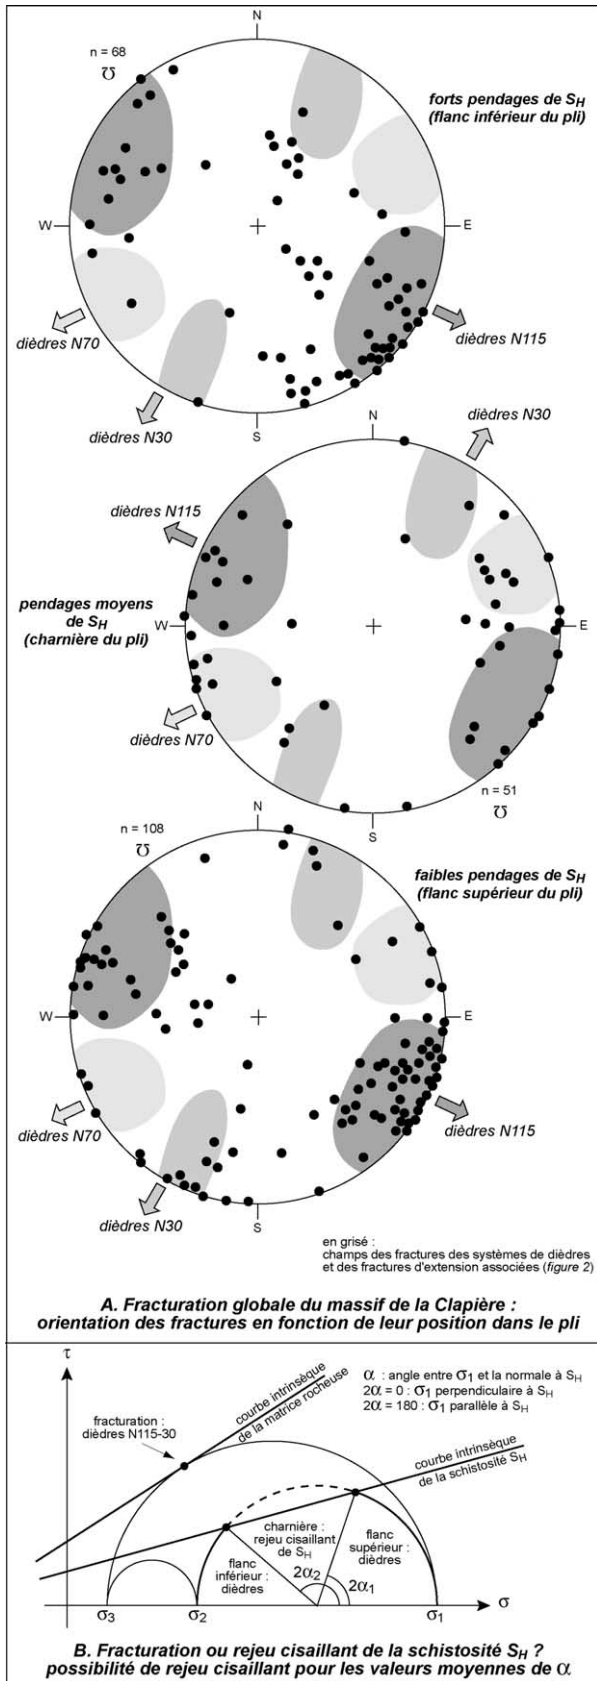 N
n = 68
Ʊ
forts pendages de SH
(flanc inférieur du pli)
W
E
dièdres N70
dièdres N115
dièdres N30
S
N
dièdres N30
dièdres N115
pendages moyens
de SH
(charnière du pli)
W
E
dièdres N70
n = 51
Ʊ
S
n = 108
Ʊ
N
faibles pendages de SH
(flanc supérieur du pli)
W
E
dièdres N70
dièdres N115
dièdres N30
S
en grisé :
champs des fractures des systèmes de dièdres
et des fractures d'extension associées (figure 2)
A. Fracturation globale du massif de la Clapière :
orientation des fractures en fonction de leur position dans le pli
τ
fracturation :
dièdres N115-30
courbe intrinsèque
de la matrice rocheuse
α : angle entre σ1 et la normale à SH
2α = 0 : σ1 perpendiculaire à SH
2α = 180 : σ1 parallèle à SH
courbe intrinsèque
de la schistosité SH
charnière :
rejeu cisaillant
de SH
flanc
inférieur :
dièdres
flanc
supérieur :
dièdres
2α2
2α1
σ3
σ2
σ1
σ
B. Fracturation ou rejeu cisaillant de la schistosité SH ?
possibilité de rejeu cisaillant pour les valeurs moyennes de α